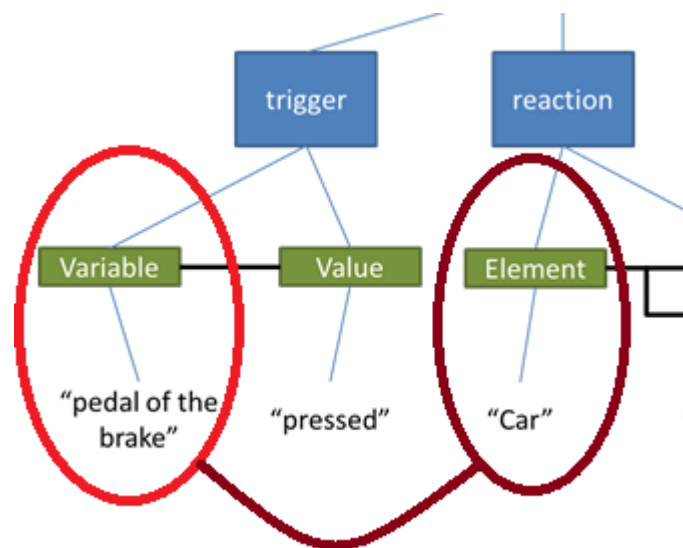 trigger
reaction
Variable
Value
Element
“pedal of the
brake”
“pressed”
“Car”